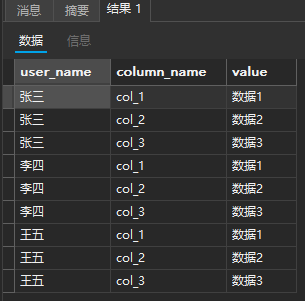 消息 摘要 结果 1
数据 信息
user_name column_name value
张三 col_1 数据1
张三 col_2 数据2
张三 col_3 数据3
李四 col_1 数据1
李四 col_2 数据2
李四 col_3 数据3
王五 col_1 数据1
王五 col_2 数据2
王五 col_3 数据3